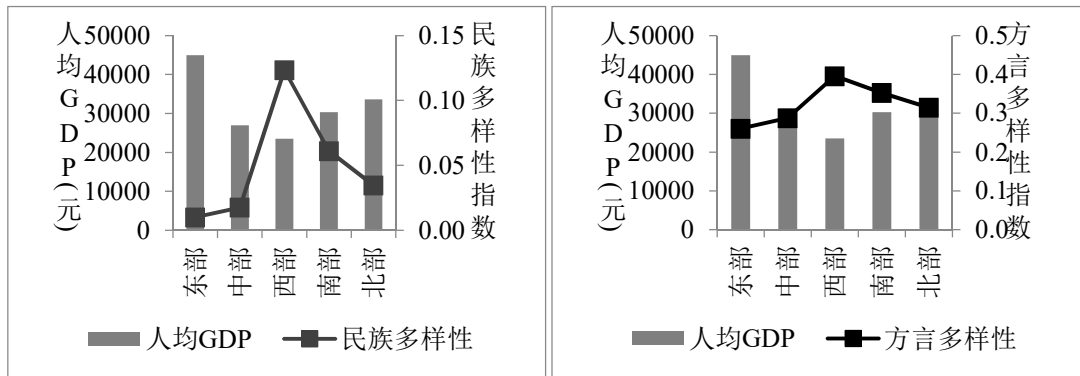 人均GDP(元)
50000
40000
30000
20000
10000
0
0.15
0.10
0.05
0.00
民族多样性指数
东部
中部
西部
南部
北部
人均GDP
民族多样性
人均GDP(元)
50000
40000
30000
20000
10000
0
0.5
0.4
0.3
0.2
0.1
0.0
方言多样性指数
东部
中部
西部
南部
北部
人均GDP
方言多样性